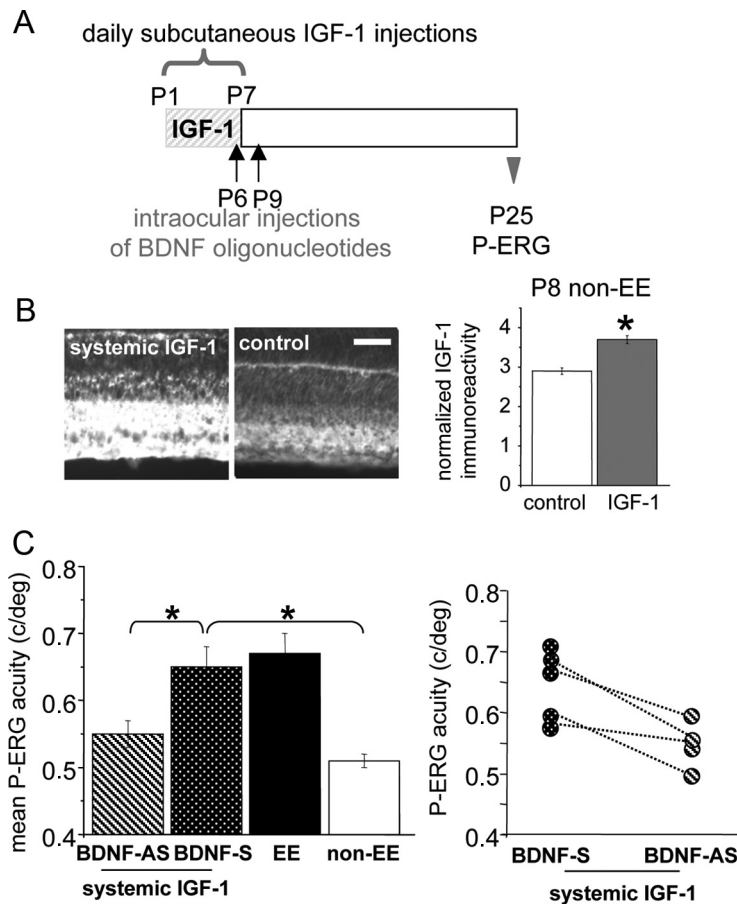 A
daily subcutaneous IGF-1 injections
P1
P7
IGF-1
P6
P9
intraocular injections
of BDNF oligonucleotides
P25
P-ERG
B
systemic IGF-1
control
P8 non-EE
*
normalized IGF-1
immunoreactivity
4
3
2
1
0
control
IGF-1
C
mean P-ERG acuity (c/deg)
0.8
0.7
0.6
0.5
0.4
*
*
BDNF-AS
BDNF-S
EE
non-EE
systemic IGF-1
P-ERG acuity (c/deg)
0.8
0.7
0.6
0.5
0.4
BDNF-S
BDNF-AS
systemic IGF-1